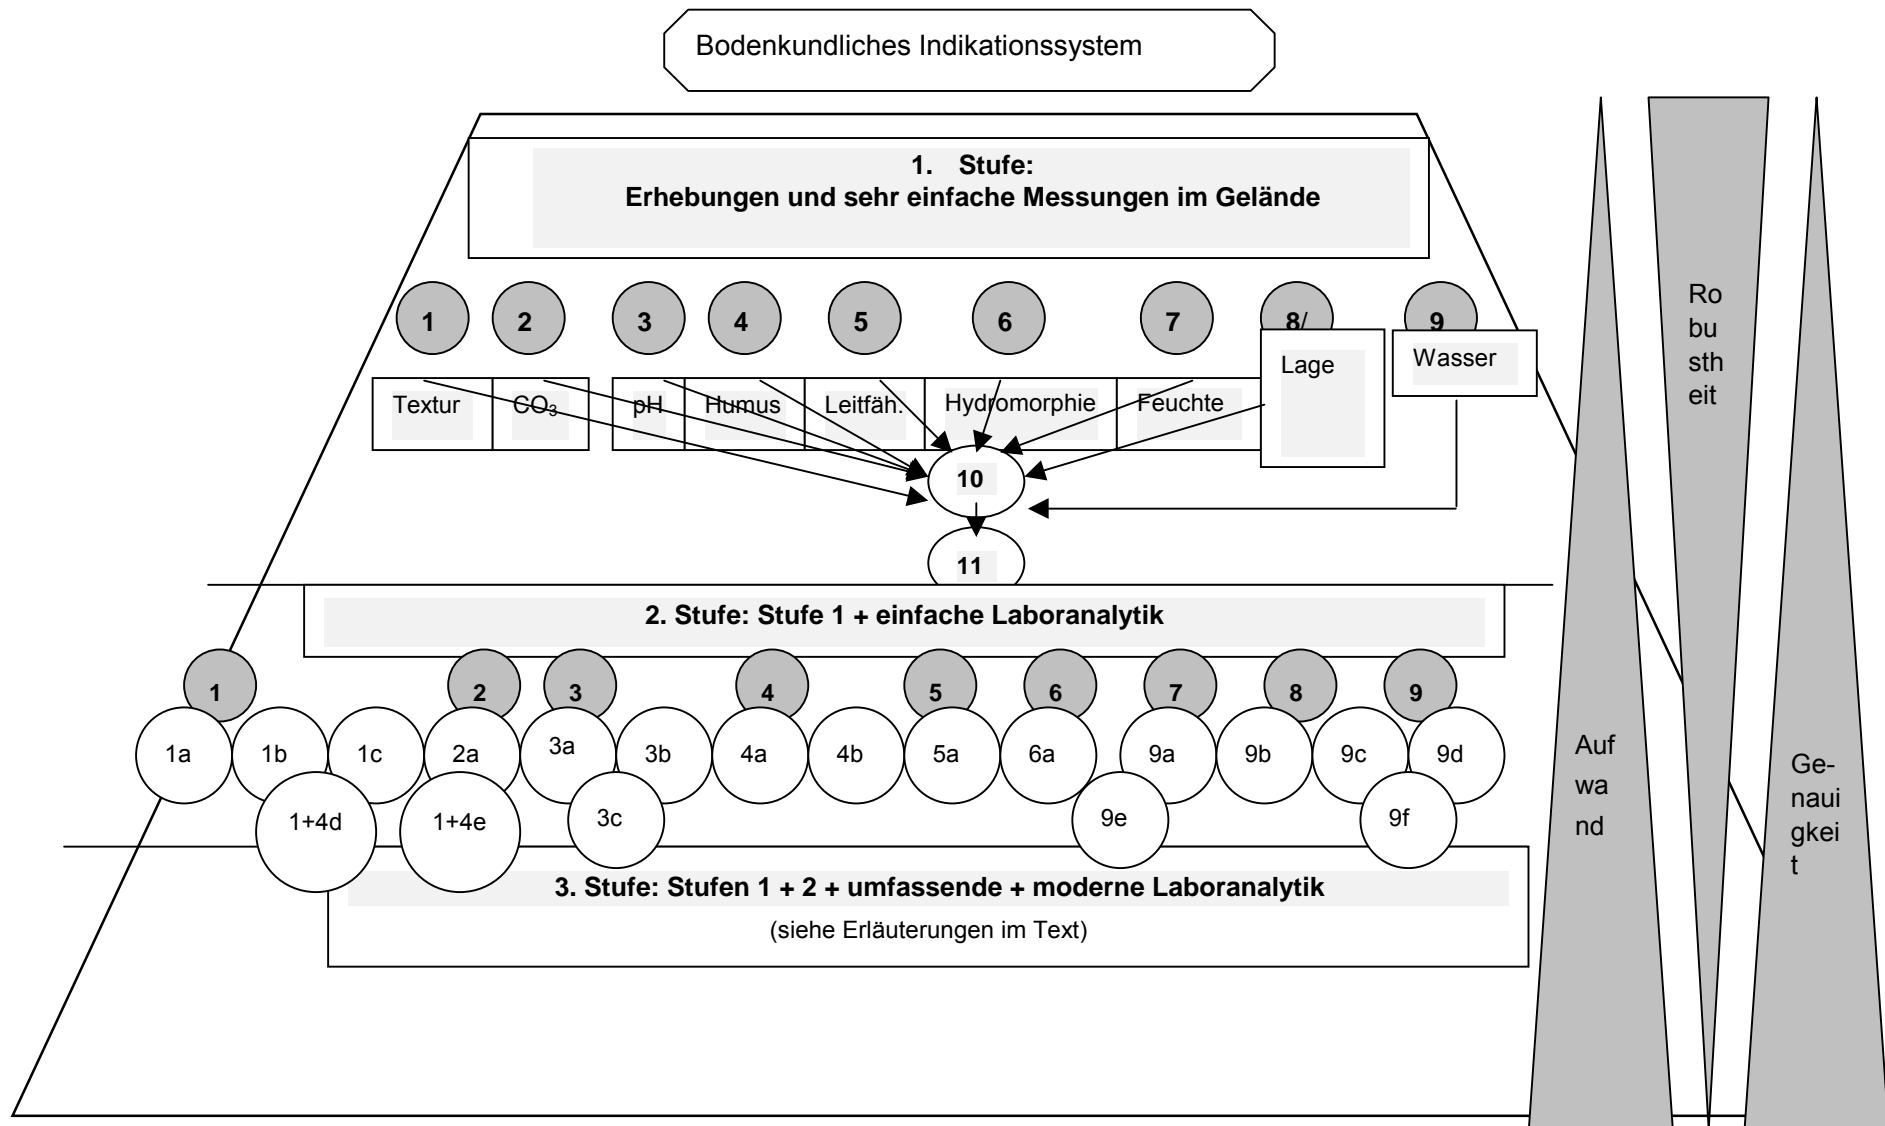 Bodenkundliches Indikationssystem
1. Stufe:
Erhebungen und sehr einfache Messungen im Gelände
1
2
3
4
5
6
7
8/
9
Textur
CO₃
pH
Humus
Leitfäh.
Hydromorphie
Feuchte
Lage
Wasser
10
11
2. Stufe: Stufe 1 + einfache Laboranalytik
1
2
3
4
5
6
7
8
9
1a
1b
1c
2a
3a
3b
4a
4b
5a
6a
9a
9b
9c
9d
1+4d
1+4e
3c
9e
9f
3. Stufe: Stufen 1 + 2 + umfassende + moderne Laboranalytik
(siehe Erläuterungen im Text)
Auf
wa
nd
Ro
bu
sth
eit
Ge-
naui
gkei
t